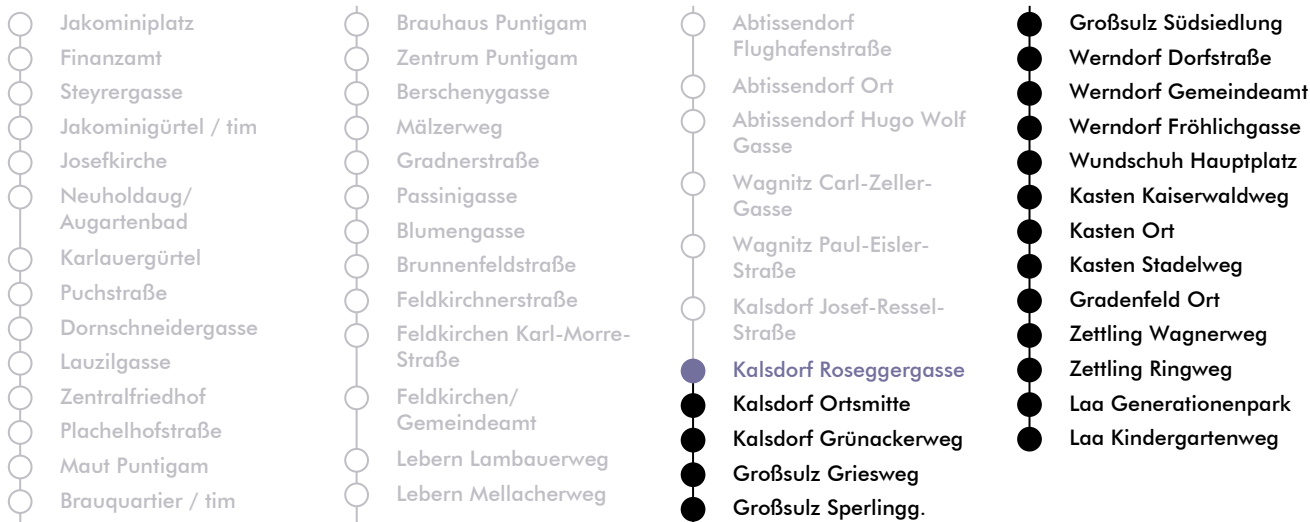 Jakominiplatz
Finanzamt
Steyrergasse
Jakominigürtel / tim
Josefkirche
Neuholdaug/
Augartenbad
Karlauergürtel
Puchstraße
Dornschneidergasse
Lauzilgasse
Zentralfriedhof
Plachelhofstraße
Maut Puntigam
Brauquartier / tim
Brauhaus Puntigam
Zentrum Puntigam
Berschenygasse
Mälzerweg
Gradnerstraße
Passinigasse
Blumengasse
Brunnenfeldstraße
Feldkirchnerstraße
Feldkirchen Karl-Morre-
Straße
Feldkirchen/
Gemeindeamt
Lebern Lambauerweg
Lebern Mellacherweg
Abtissendorf
Flughafenstraße
Abtissendorf Ort
Abtissendorf Hugo Wolf
Gasse
Wagnitz Carl-Zeller-
Gasse
Wagnitz Paul-Eisler-
Straße
Kalsdorf Josef-Ressel-
Straße
Kalsdorf Roseggergasse
Kalsdorf Ortsmitte
Kalsdorf Grünackerweg
Großsulz Griesweg
Großsulz Sperlingg.
Großsulz Südsiedlung
Werndorf Dorfstraße
Werndorf Gemeindeamt
Werndorf Fröhlichgasse
Wundschuh Hauptplatz
Kasten Kaiserwaldweg
Kasten Ort
Kasten Stadelweg
Gradenfeld Ort
Zettling Wagnerweg
Zettling Ringweg
Laa Generationenpark
Laa Kindergartenweg